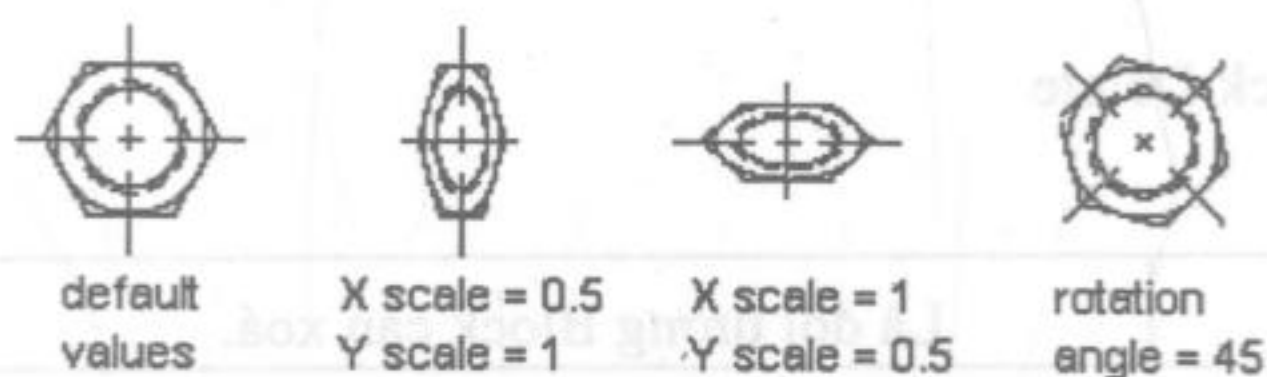 default
values
X scale = 0.5
Y scale = 1
X scale = 1
Y scale = 0.5
rotation
angle = 45